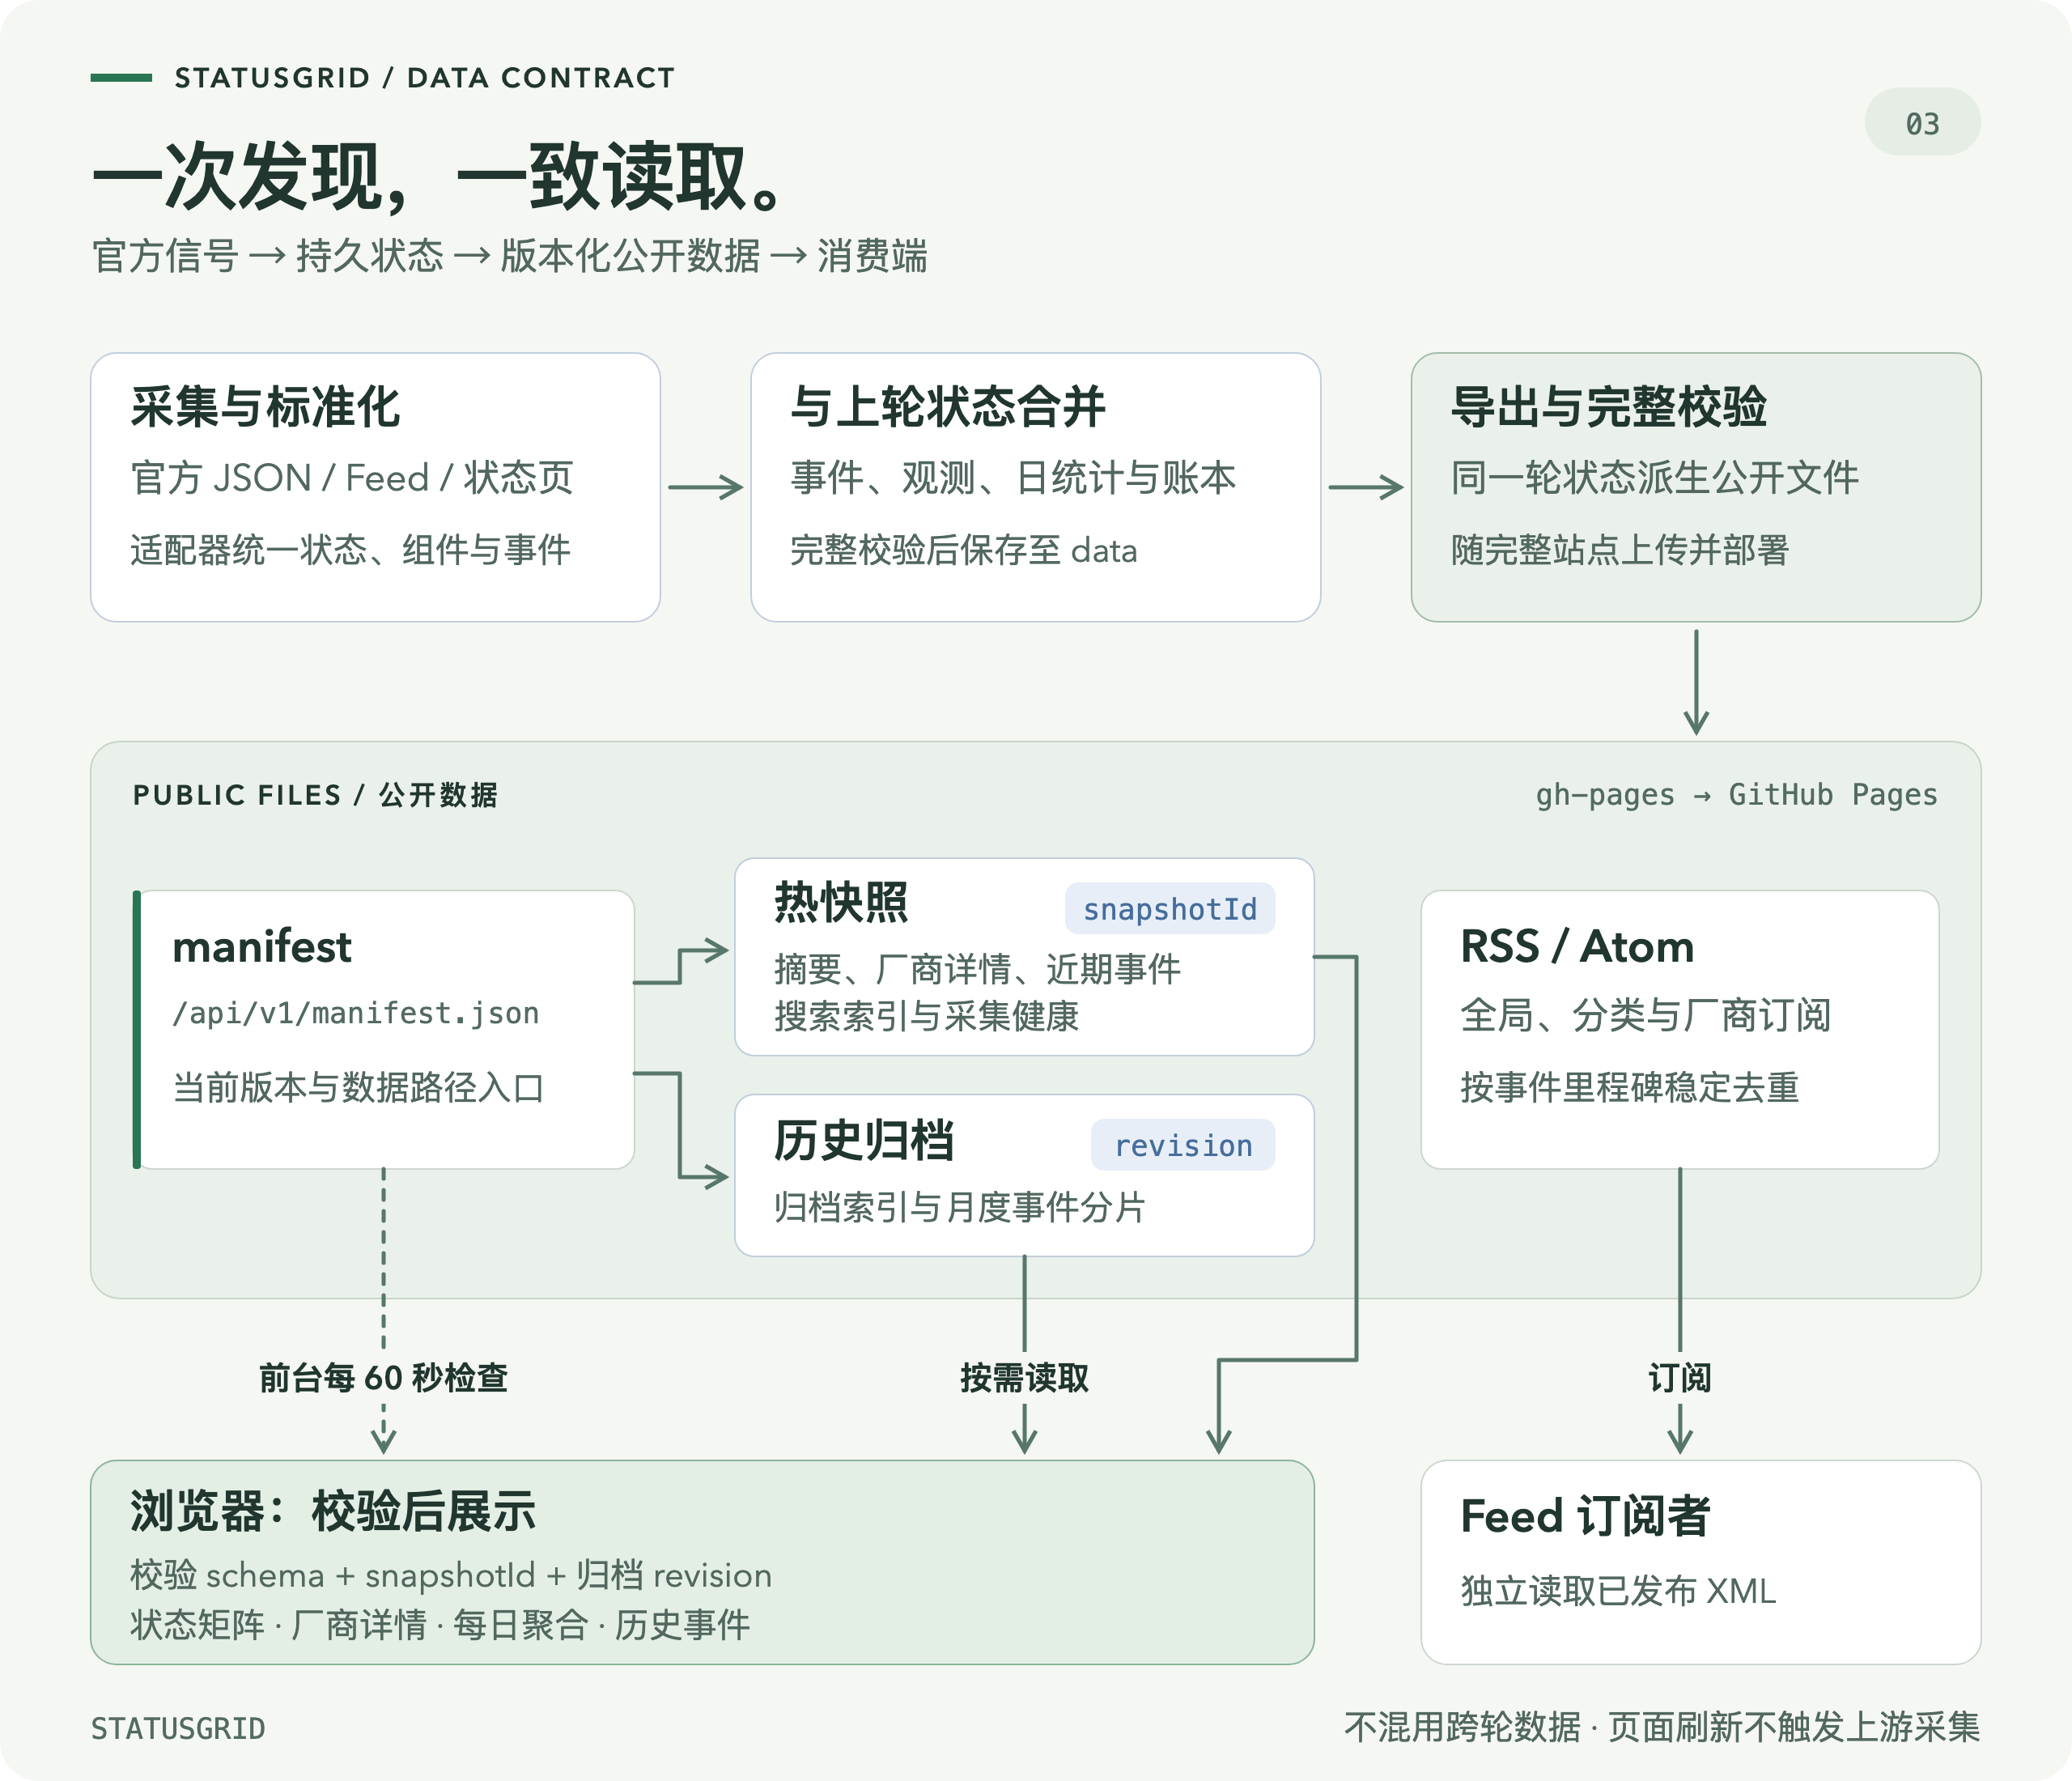 STATUSGRID / DATA CONTRACT
03
一次发现，一致读取。
官方信号 → 持久状态 → 版本化公开数据 → 消费端
采集与标准化
官方 JSON / Feed / 状态页
适配器统一状态、组件与事件
与上轮状态合并
事件、观测、日统计与账本
完整校验后保存至 data
导出与完整校验
同一轮状态派生公开文件
随完整站点上传并部署
PUBLIC FILES / 公开数据
gh-pages → GitHub Pages
manifest
/api/v1/manifest.json
当前版本与数据路径入口
热快照
snapshotId
摘要、厂商详情、近期事件
搜索索引与采集健康
历史归档
revision
归档索引与月度事件分片
RSS / Atom
全局、分类与厂商订阅
按事件里程碑稳定去重
前台每 60 秒检查
按需读取
订阅
浏览器：校验后展示
校验 schema + snapshotId + 归档 revision
状态矩阵 · 厂商详情 · 每日聚合 · 历史事件
Feed 订阅者
独立读取已发布 XML
STATUSGRID
不混用跨轮数据 · 页面刷新不触发上游采集